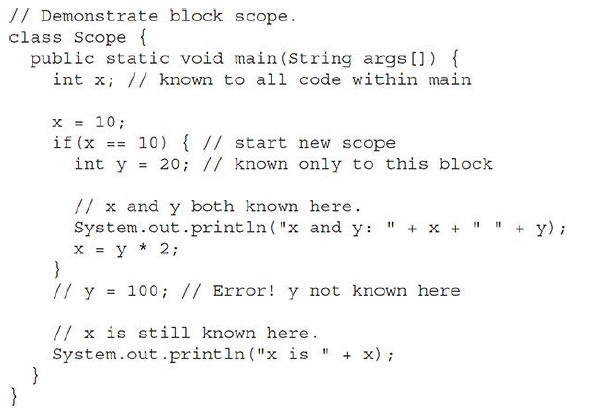 // Demonstrate block scope.
class Scope {
  public static void main(String args[]) {
    int x; // known to all code within main

    x = 10;
    if(x == 10) { // start new scope
      int y = 20; // known only to this block

      // x and y both known here.
      System.out.println("x and y: " + x + " " + y);
      x = y * 2;
    }
    // y = 100; // Error! y not known here

    // x is still known here.
    System.out.println("x is " + x);
  }
}